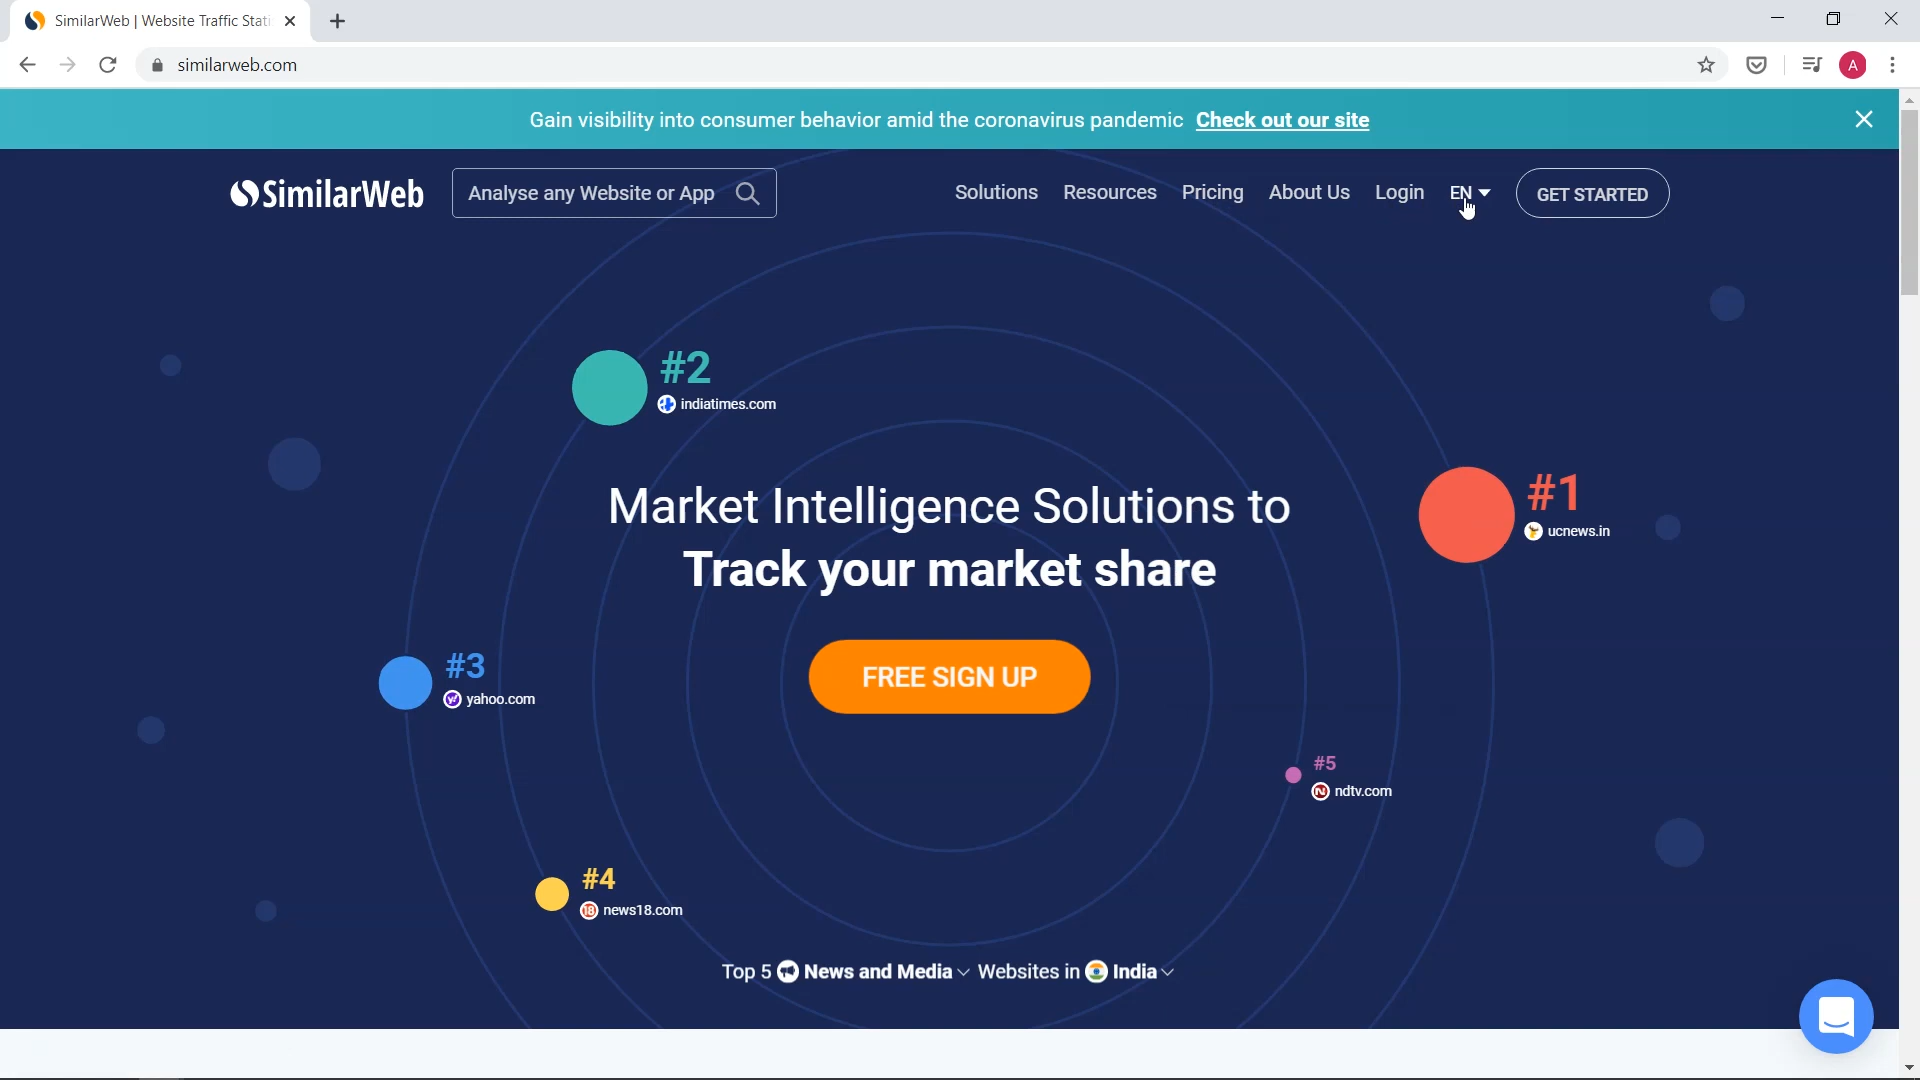 SimilarWeb | Website Traffic Stati
similarweb.com
A
Gain visibility into consumer behavior amid the coronavirus pandemic Check out our site
SimilarWeb
Analyse any Website or App
Solutions Resources Pricing About Us Login EN GET STARTED
#2
indiatimes.com
#1
ucnews.in
Market Intelligence Solutions to
Track your market share
#3
yahoo.com
FREE SIGN UP
#5
ndtv.com
#4
18 news18.com
Top 5 News and Media Websites in India